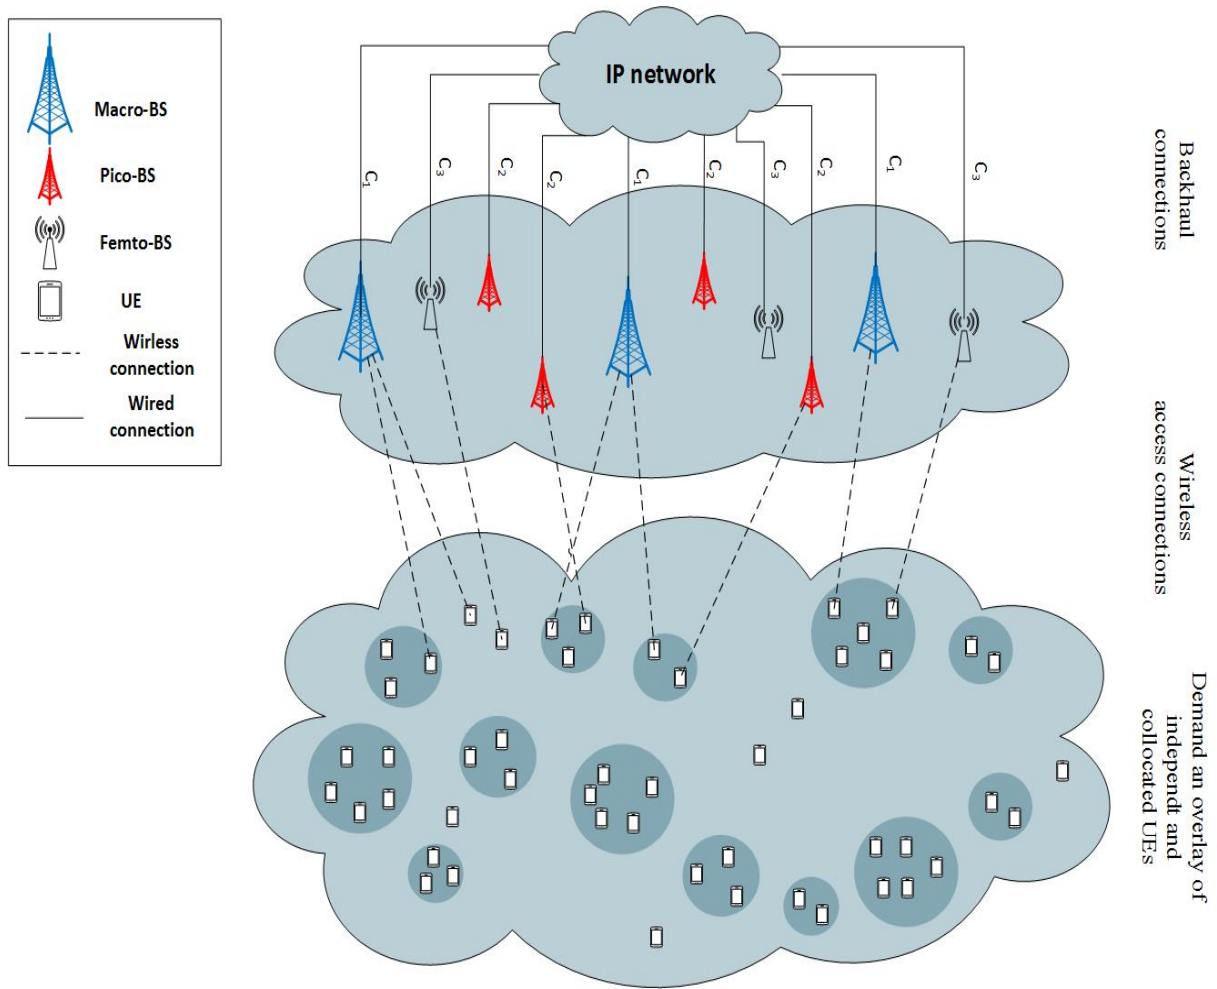 IP network
Macro-BS
Pico-BS
Femto-BS
UE
Wirless
connection
Wired
connection
C₁
C₃
C₂
C₂
C₁
C₂
C₃
C₂
C₁
C₃
Backhaul
connections
Wireless
access connections
Demand an overlay of
independt and
collocated UEs